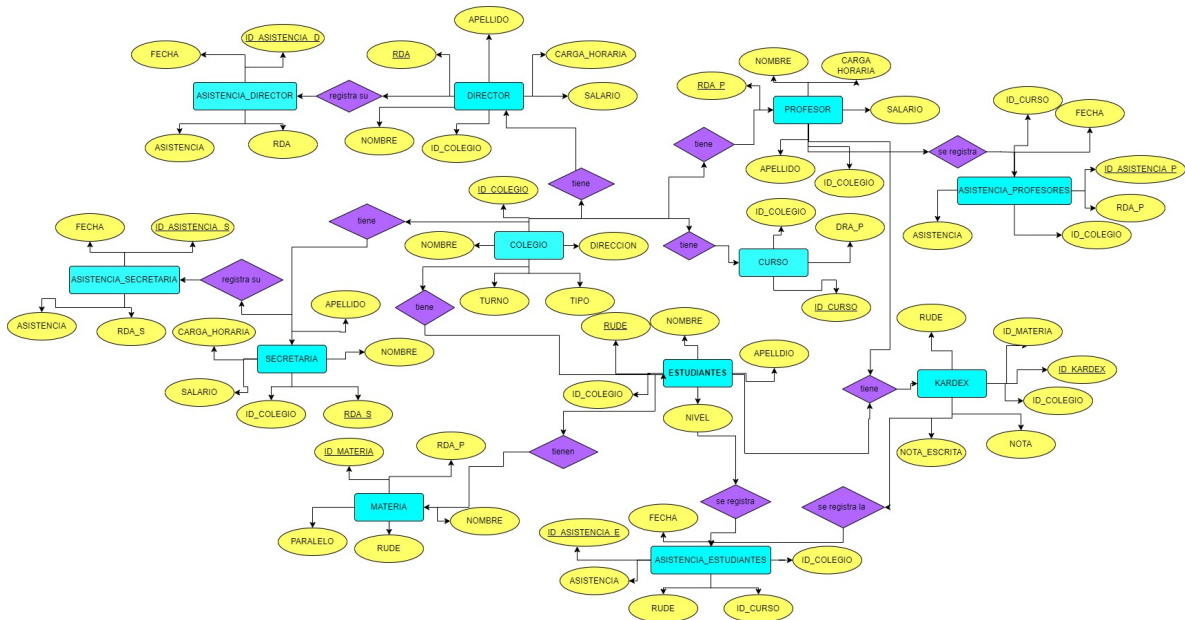 APELLIDO
FECHA
ID_ASISTENCIA_D
RDA
CARGA_HORARIA
NOMBRE
CARGA
HORARIA
RDA_P
ASISTENCIA_DIRECTOR
registra su
DIRECTOR
SALARIO
PROFESOR
SALARIO
ID_CURSO
FECHA
ASISTENCIA
RDA
NOMBRE
ID_COLEGIO
tiene
se registra
APELLIDO
ID_COLEGIO
ID_ASISTENCIA_P
ASISTENCIA_PROFESORES
tiene
ID_COLEGIO
RDA_P
ASISTENCIA
ID_COLEGIO
tiene
ID_COLEGIO
DRA_P
FECHA
ID_ASISTENCIA_S
NOMBRE
COLEGIO
DIRECCION
tiene
CURSO
ASISTENCIA_SECRETARIA
registra su
TURNO
TIPO
tiene
ID_CURSO
ASISTENCIA
RDA_S
APELLIDO
CARGA_HORARIA
NOMBRE
RUDE
NOMBRE
RUDE
ID_MATERIA
SECRETARIA
APELLDIO
SALARIO
ESTUDIANTES
ID_COLEGIO
tiene
KARDEX
ID_KARDEX
ID_COLEGIO
ID_COLEGIO
RDA_S
NIVEL
NOTA_ESCRITA
NOTA
ID_MATERIA
RDA_P
tienen
MATERIA
NOMBRE
se registra
se registra la
PARALELO
RUDE
FECHA
ID_ASISTENCIA_E
ASISTENCIA_ESTUDIANTES
ID_COLEGIO
ASISTENCIA
RUDE
ID_CURSO